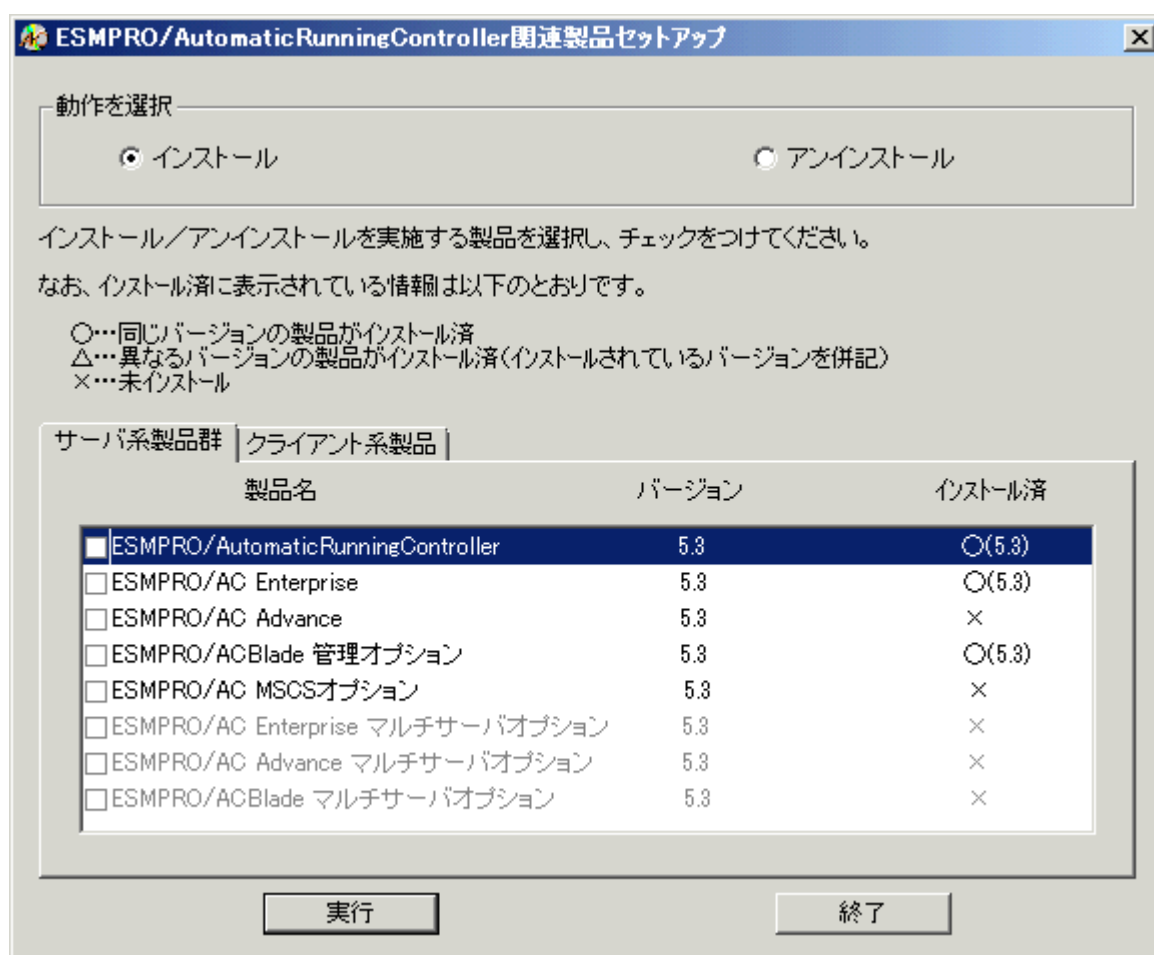 ESMPRO/AutomaticRunningController関連製品セットアップ
動作を選択
インストール アンインストール
インストール／アンインストールを実施する製品を選択し、チェックをつけてください。
なお、インストール済に表示されている情報は以下のとおりです。
○…同じバージョンの製品がインストール済
△…異なるバージョンの製品がインストール済(インストールされているバージョンを併記)
×…未インストール
サーバ系製品群 クライアント系製品
製品名 バージョン インストール済
ESMPRO/AutomaticRunningController 5.3 ○(5.3)
ESMPRO/AC Enterprise 5.3 ○(5.3)
ESMPRO/AC Advance 5.3 ×
ESMPRO/ACBlade 管理オプション 5.3 ○(5.3)
ESMPRO/AC MSCSオプション 5.3 ×
ESMPRO/AC Enterprise マルチサーバオプション 5.3 ×
ESMPRO/AC Advance マルチサーバオプション 5.3 ×
ESMPRO/ACBlade マルチサーバオプション 5.3 ×
実行 終了